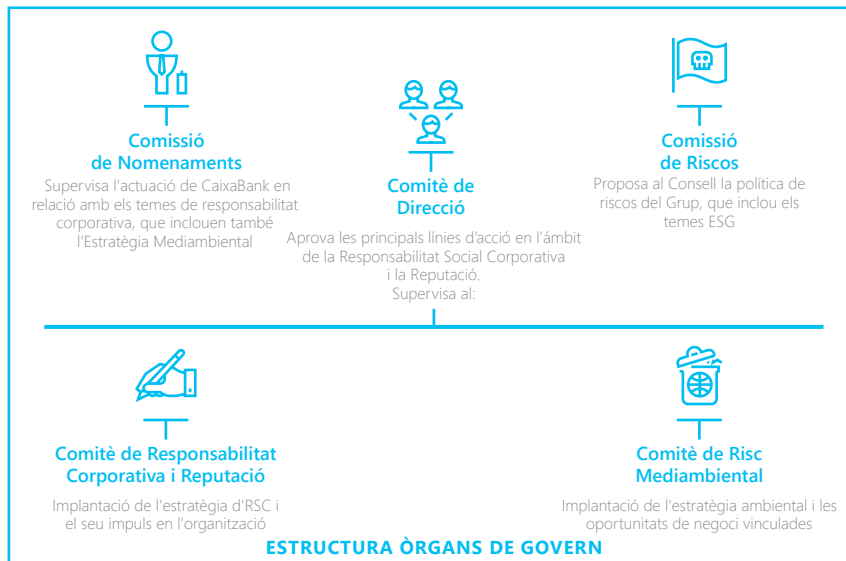 Comissió
de Nomenaments
Supervisa l'actuació de CaixaBank en
relació amb els temes de responsabilitat
corporativa, que inclouen també
l'Estratègia Mediambiental
Comitè de
Direcció
Aprova les principals línies d'acció en l'àmbit
de la Responsabilitat Social Corporativa
i la Reputació.
Supervisa al:
Comissió
de Riscos
Proposa al Consell la política de
riscos del Grup, que inclou els
temes ESG
Comitè de Responsabilitat
Corporativa i Reputació
Implantació de l'estratègia d'RSC i
el seu impuls en l'organització
Comitè de Risc
Mediambiental
Implantació de l'estratègia ambiental i les
oportunitats de negoci vinculades
ESTRUCTURA ÒRGANS DE GOVERN